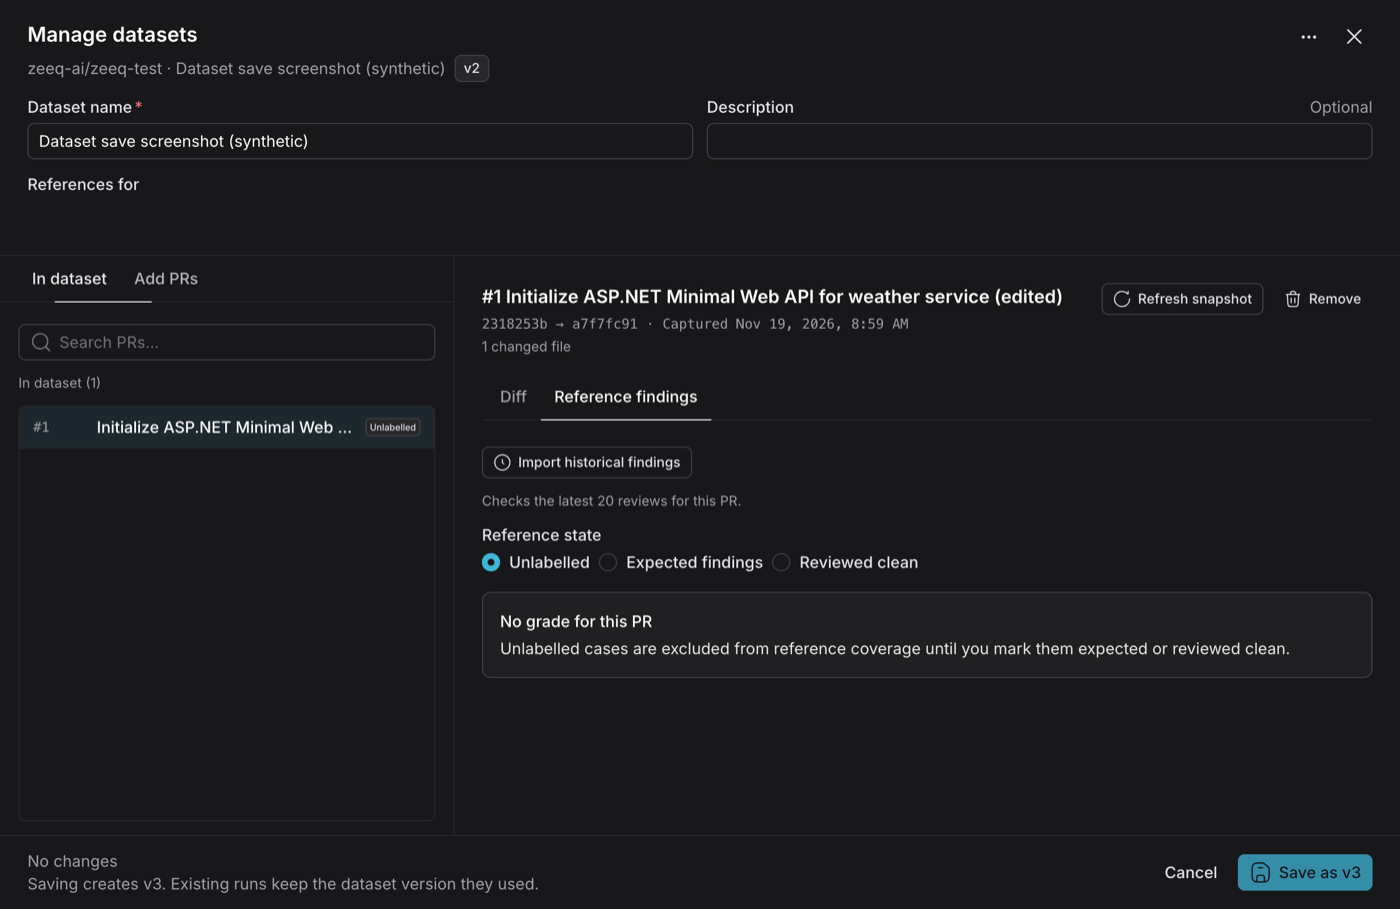 Manage datasets
zeeq-ai/zeeq-test · Dataset save screenshot (synthetic) v2
Dataset name *
Description
Optional
Dataset save screenshot (synthetic)
References for
In dataset
Add PRs
Search PRs...
In dataset (1)
#1 Initialize ASP.NET Minimal Web ... Unlabelled
#1 Initialize ASP.NET Minimal Web API for weather service (edited)
Refresh snapshot
Remove
2318253b → a7f7fc91 · Captured Nov 19, 2026, 8:59 AM
1 changed file
Diff
Reference findings
Import historical findings
Checks the latest 20 reviews for this PR.
Reference state
Unlabelled
Expected findings
Reviewed clean
No grade for this PR
Unlabelled cases are excluded from reference coverage until you mark them expected or reviewed clean.
No changes
Saving creates v3. Existing runs keep the dataset version they used.
Cancel
Save as v3